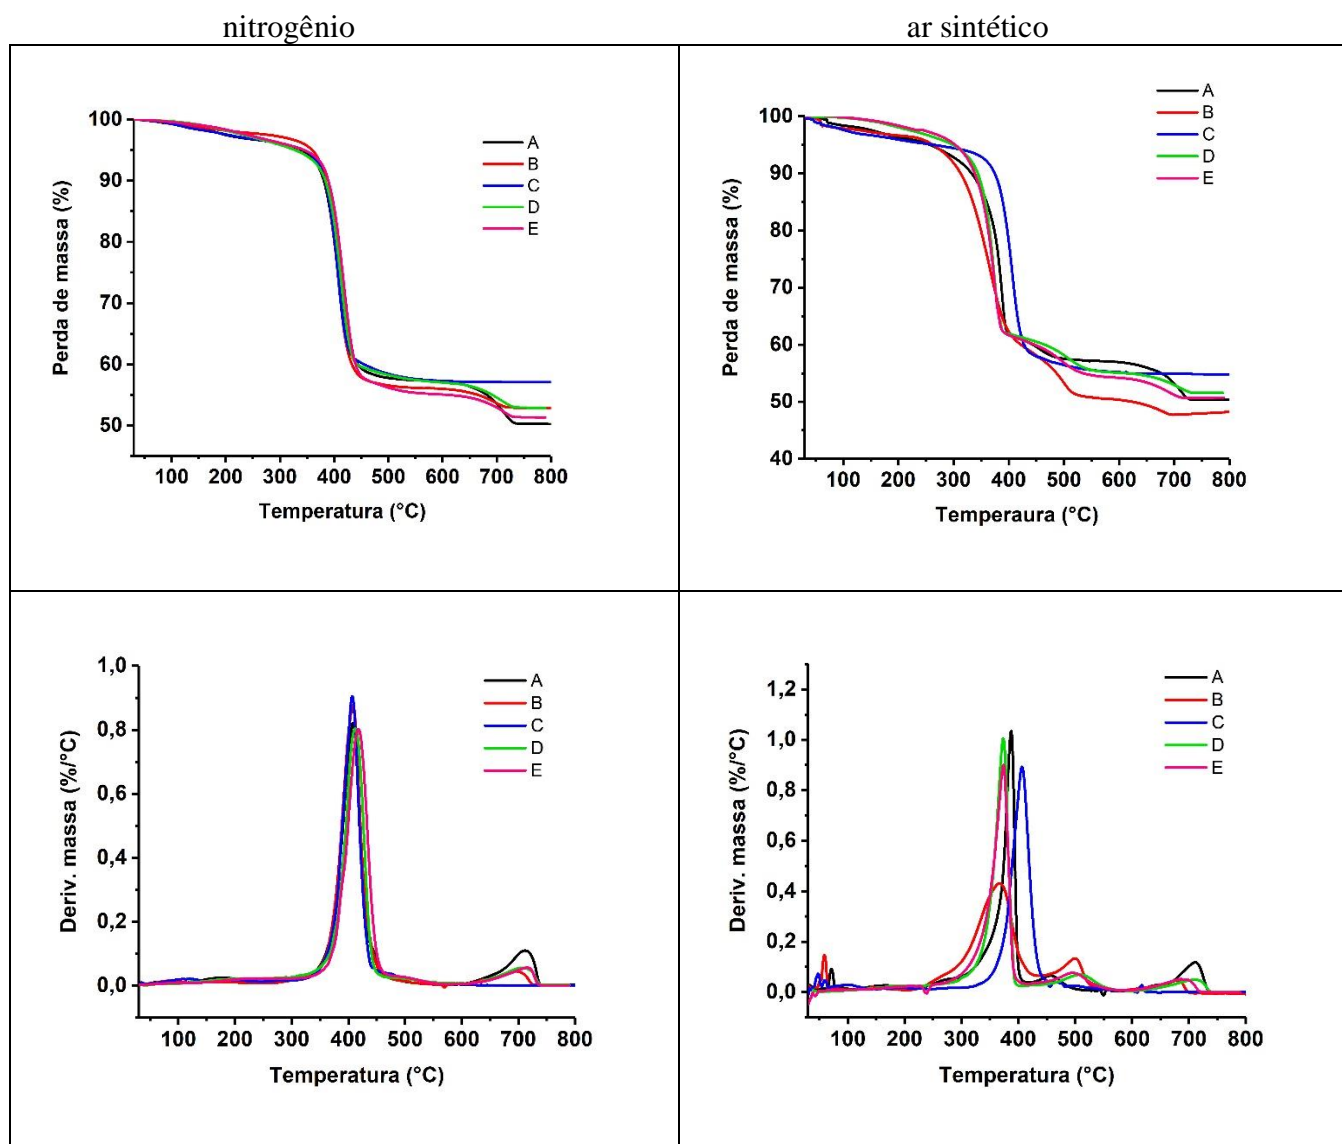 nitrogênio
ar sintético
100
90
80
70
60
50
Perda de massa (%)
A
B
C
D
E
100 200 300 400 500 600 700 800
Temperatura (°C)
100
90
80
70
60
50
40
Perda de massa (%)
A
B
C
D
E
100 200 300 400 500 600 700 800
Temperaura (°C)
1,0
0,8
0,6
0,4
0,2
0,0
Deriv. massa (%/°C)
A
B
C
D
E
100 200 300 400 500 600 700 800
Temperatura (°C)
1,2
1,0
0,8
0,6
0,4
0,2
0,0
Deriv. massa (%/°C)
A
B
C
D
E
100 200 300 400 500 600 700 800
Temperatura (°C)